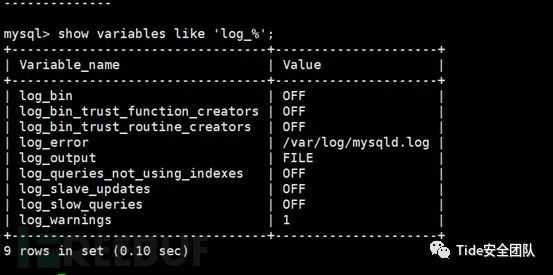 --------------
mysql> show variables like 'log_%';
+---------------------------------+---------------------+
| Variable_name | Value |
+---------------------------------+---------------------+
| log_bin | OFF |
| log_bin_trust_function_creators | OFF |
| log_bin_trust_routine_creators | OFF |
| log_error | /var/log/mysqld.log |
| log_output | FILE |
| log_queries_not_using_indexes | OFF |
| log_slave_updates | OFF |
| log_slow_queries | OFF |
| log_warnings | 1 |
+---------------------------------+---------------------+
9 rows in set (0.10 sec)
REEBUF
Tide安全团队